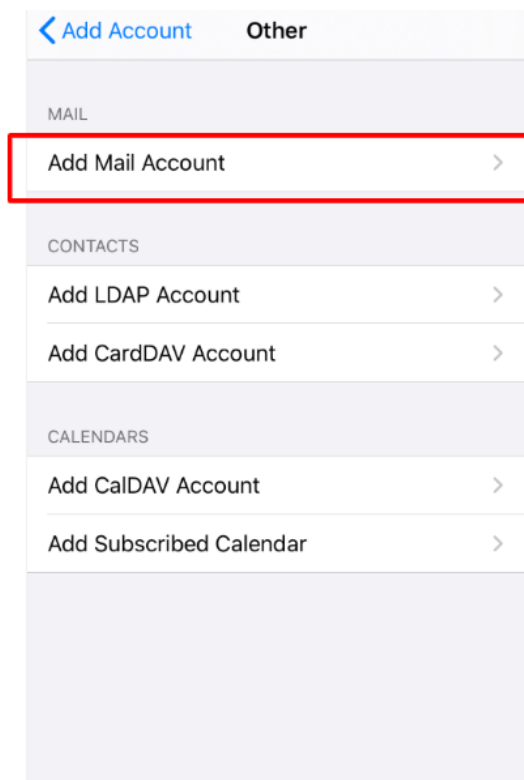 Add Account Other
MAIL
Add Mail Account
CONTACTS
Add LDAP Account
Add CardDAV Account
CALENDARS
Add CalDAV Account
Add Subscribed Calendar